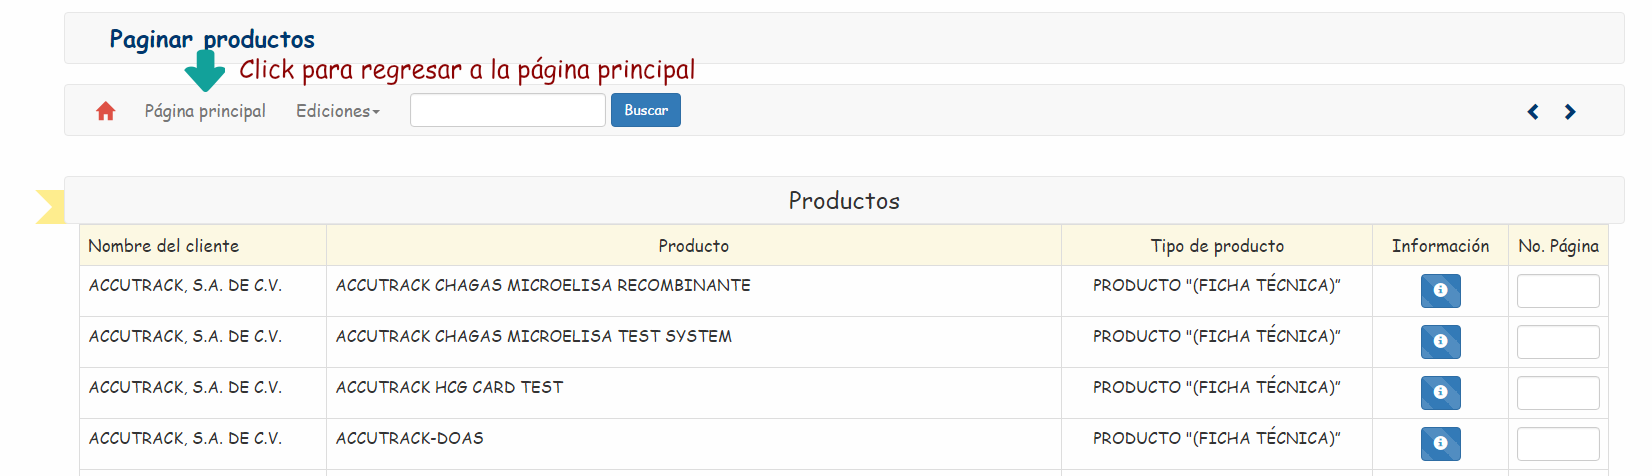 Paginar productos
Click para regresar a la página principal
Página principal Ediciones Buscar
Productos
Nombre del cliente Producto Tipo de producto Información No. Página
ACCUTRACK, S.A. DE C.V. ACCUTRACK CHAGAS MICROELISA RECOMBINANTE PRODUCTO "(FICHA TÉCNICA)”
ACCUTRACK, S.A. DE C.V. ACCUTRACK CHAGAS MICROELISA TEST SYSTEM PRODUCTO "(FICHA TÉCNICA)”
ACCUTRACK, S.A. DE C.V. ACCUTRACK HCG CARD TEST PRODUCTO "(FICHA TÉCNICA)”
ACCUTRACK, S.A. DE C.V. ACCUTRACK-DOAS PRODUCTO "(FICHA TÉCNICA)”